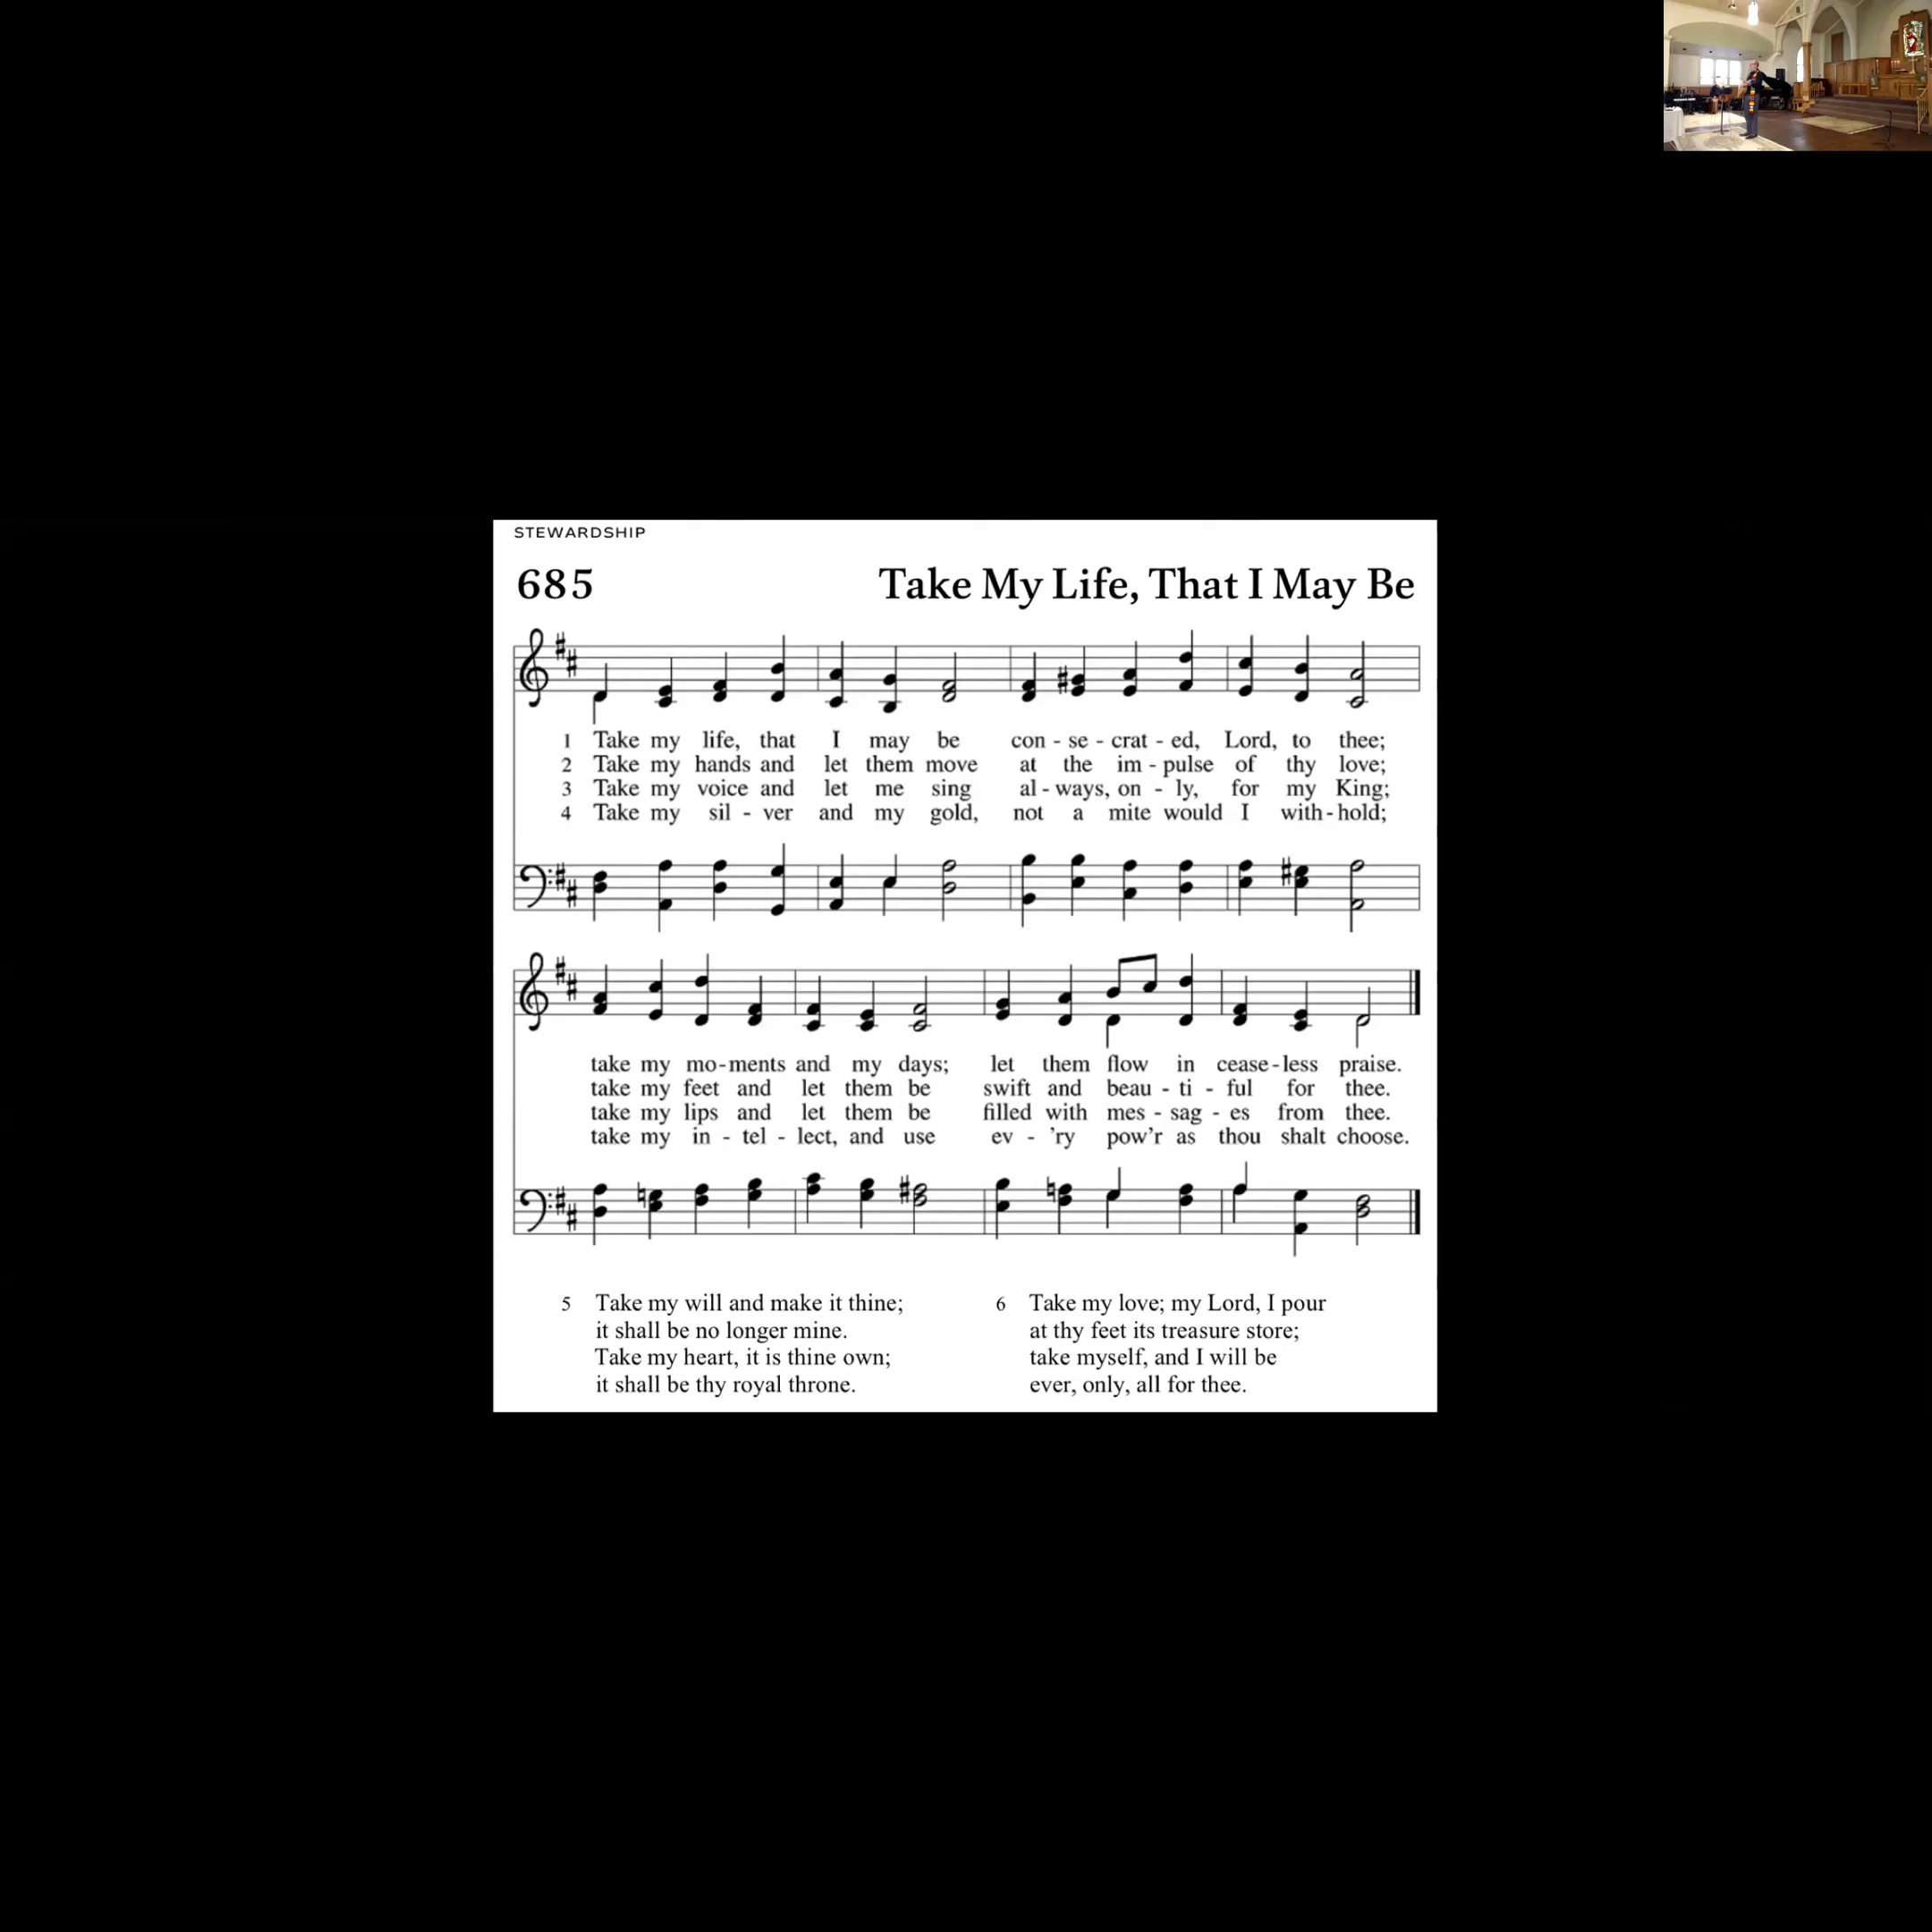 STEWARDSHIP
685 Take My Life, That I May Be
1 Take my life, that I may be con - se - crat - ed, Lord, to thee;
2 Take my hands and let them move at the im - pulse of thy love;
3 Take my voice and let me sing al - ways, on - ly, for my King;
4 Take my sil - ver and my gold, not a mite would I with - hold;
take my mo - ments and my days; let them flow in cease - less praise.
take my feet and let them be swift and beau - ti - ful for thee.
take my lips and let them be filled with mes - sag - es from thee.
take my in - tel - lect, and use ev - 'ry pow'r as thou shalt choose.
5 Take my will and make it thine;
it shall be no longer mine.
Take my heart, it is thine own;
it shall be thy royal throne.
6 Take my love; my Lord, I pour
at thy feet its treasure store;
take myself, and I will be
ever, only, all for thee.